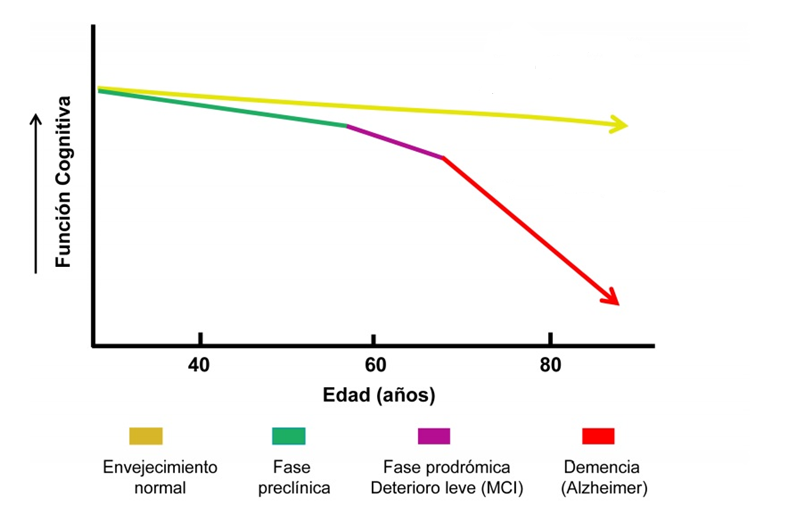 Función Cognitiva
40 60 80
Edad (años)
Envejecimiento
normal
Fase
preclínica
Fase prodrómica
Deterioro leve (MCI)
Demencia
(Alzheimer)